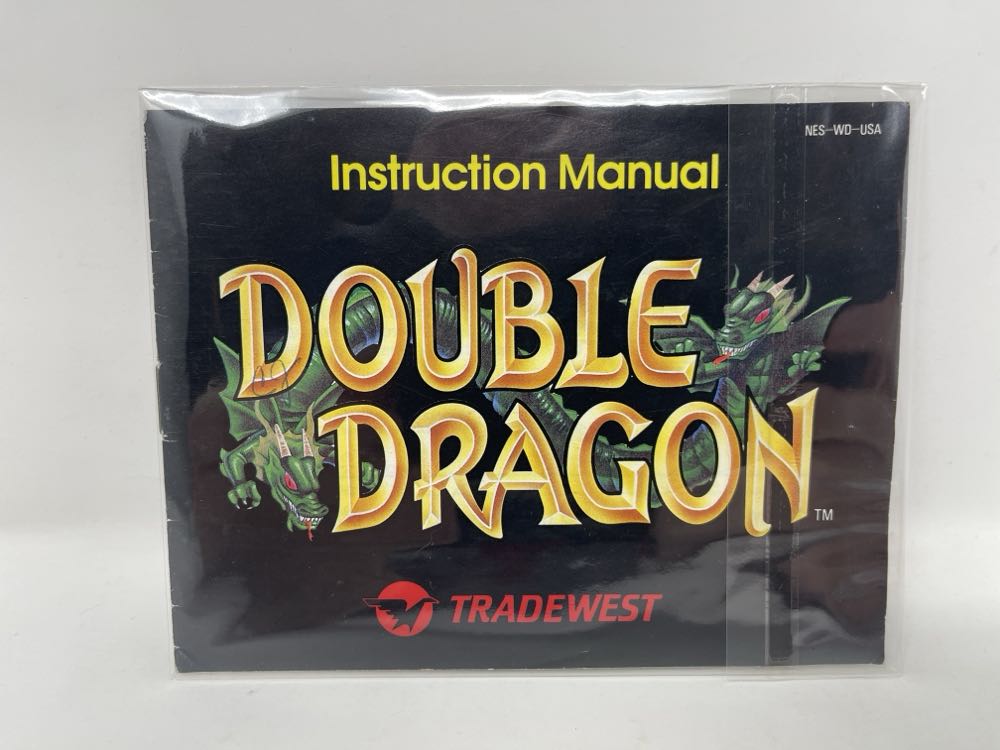 NES-WD-USA
Instruction Manual
DOUBLE
DRAGON TM
TRADEWEST